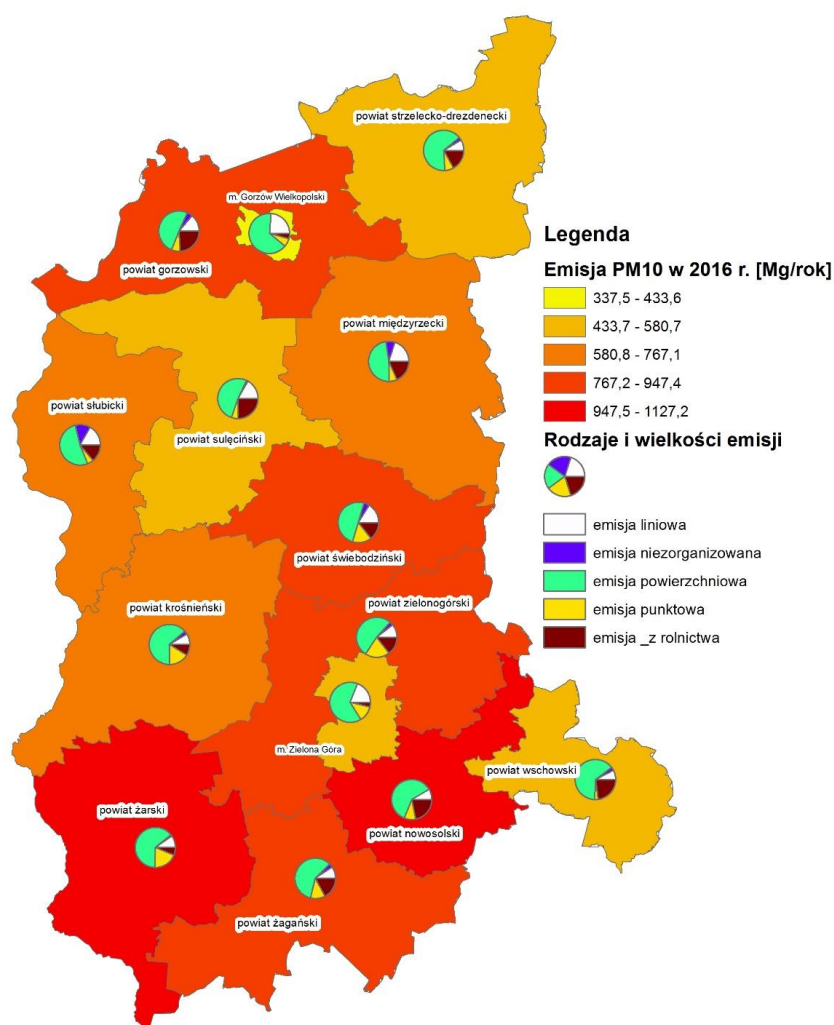 powiat strzelecko-drezdenecki
m. Gorzów Wielkopolski
powiat gorzowski
powiat międzyrzecki
powiat słubicki
powiat sulęciński
powiat świebodziński
powiat zielonogórski
powiat krośnieński
m. Zielona Góra
powiat wschowski
powiat żarski
powiat nowosolski
powiat żagański
Legenda
Emisja PM10 w 2016 r. [Mg/rok]
337,5 - 433,6
433,7 - 580,7
580,8 - 767,1
767,2 - 947,4
947,5 - 1127,2
Rodzaje i wielkości emisji
emisja liniowa
emisja niezorganizowana
emisja powierzchniowa
emisja punktowa
emisja _z rolnictwa